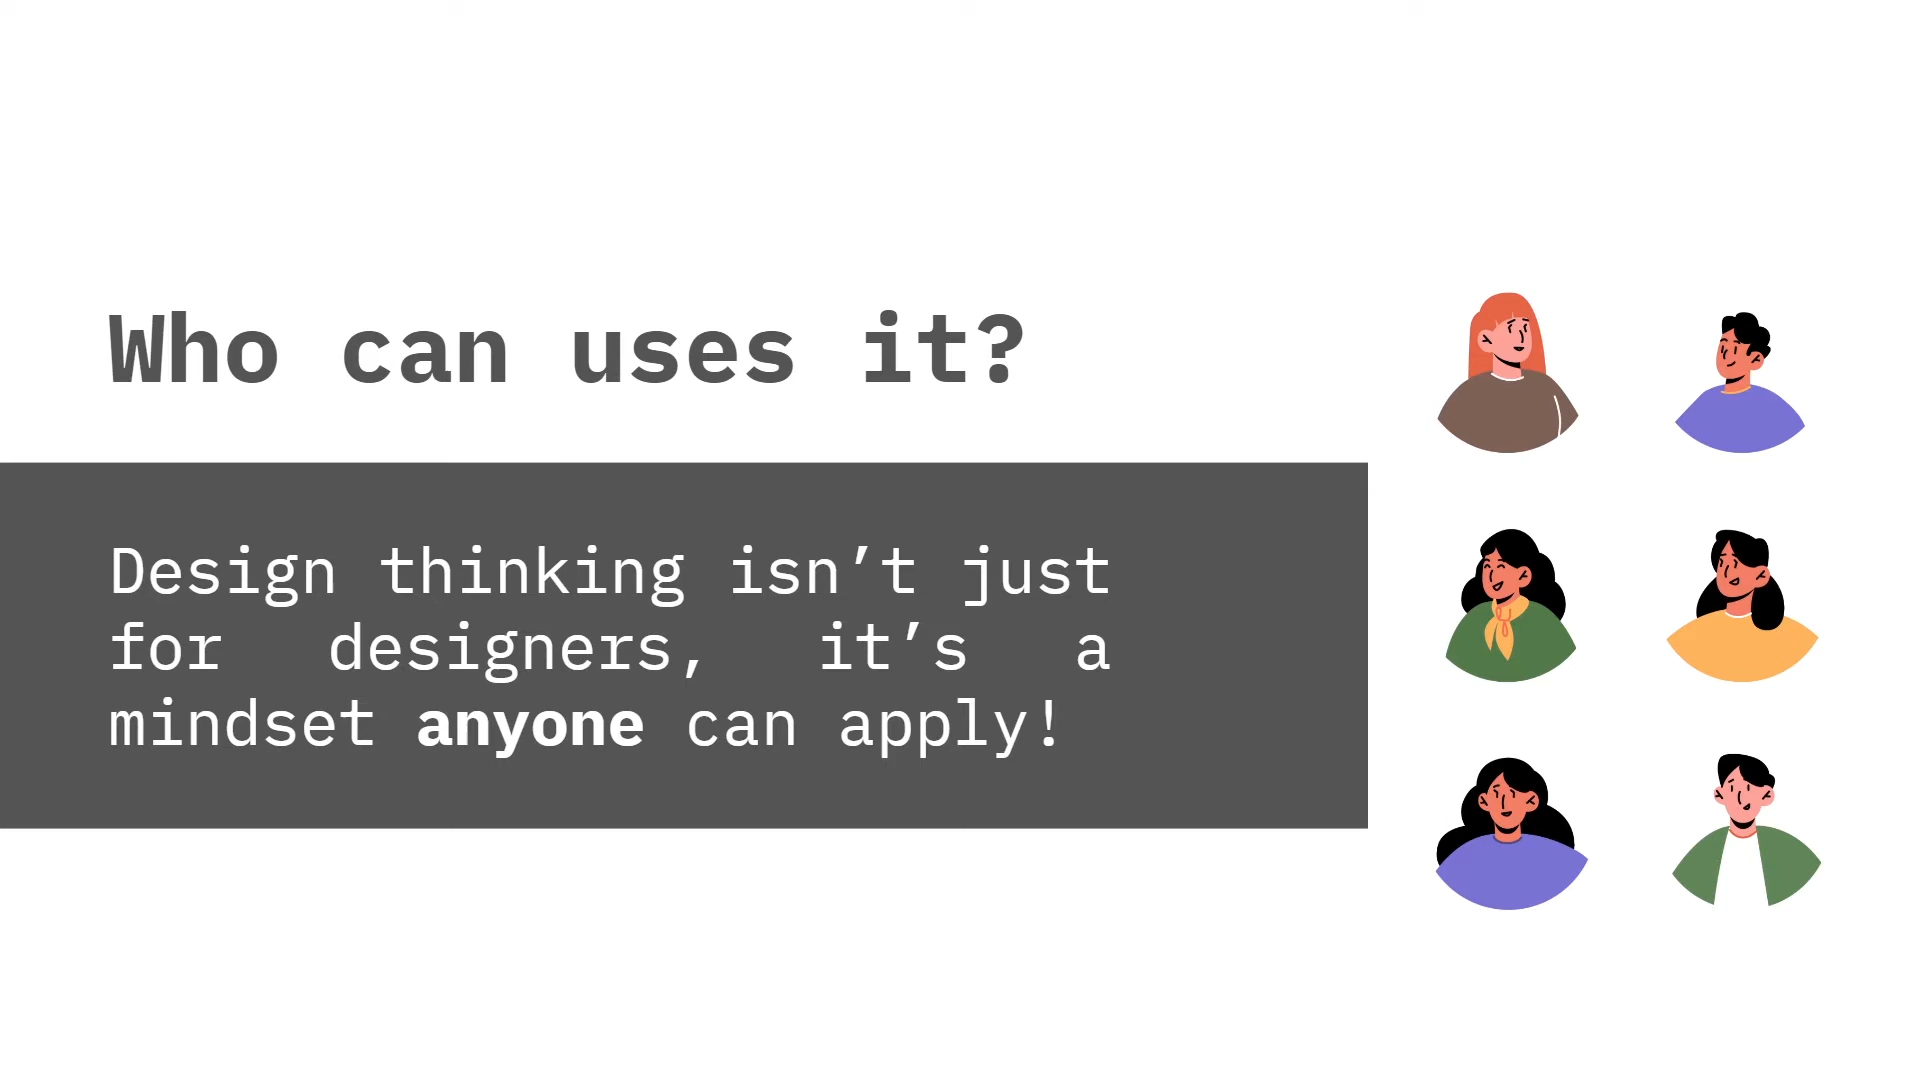 Who can uses it?
Design thinking isn’t just
for designers, it’s a
mindset anyone can apply!